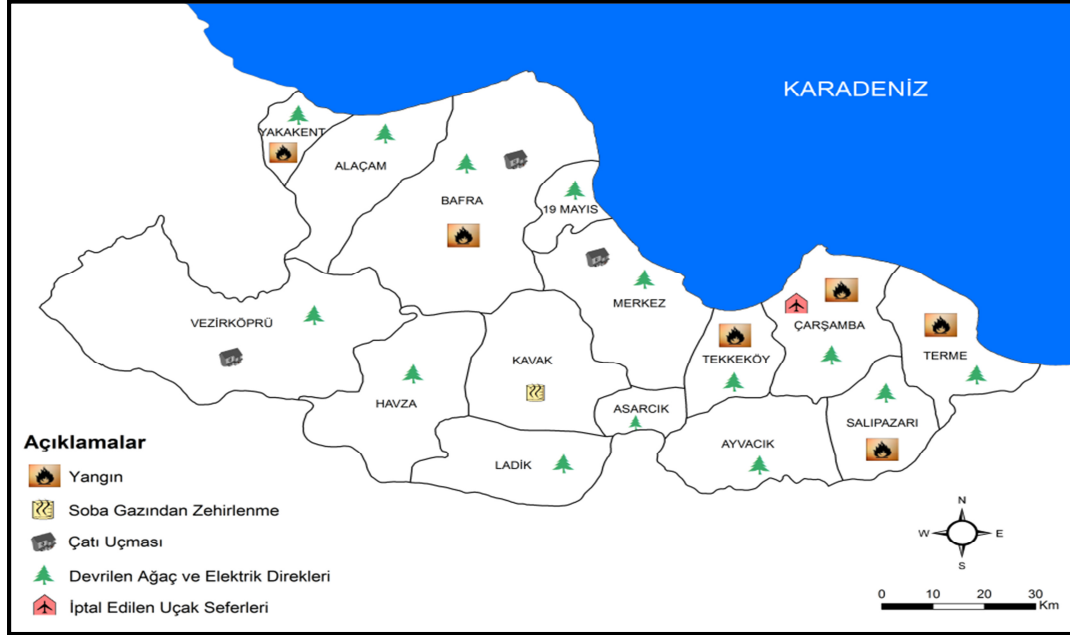 KARADENİZ
YAKAKENT
ALAÇAM
BAFRA
19 MAYIS
MERKEZ
VEZİRKÖPRÜ
HAVZA
KAVAK
LADİK
ASARCIK
TEKKEKÖY
ÇARŞAMBA
TERME
SALIPAZARI
AYVACIK
Açıklamalar
Yangın
Soba Gazından Zehirlenme
Çatı Uçması
Devrilen Ağaç ve Elektrik Direkleri
İptal Edilen Uçak Seferleri
N
W E
S
0 10 20 30
Km